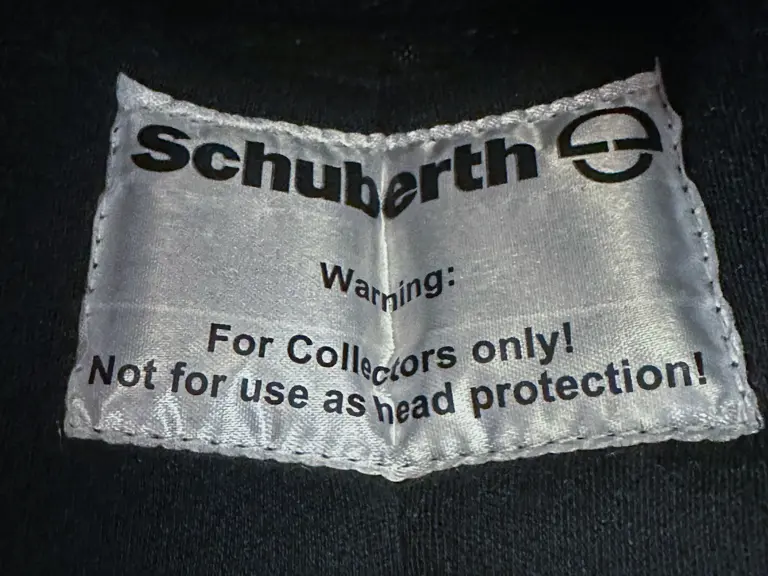 Schuberth
Warning:
For Collectors only!
Not for use as head protection!